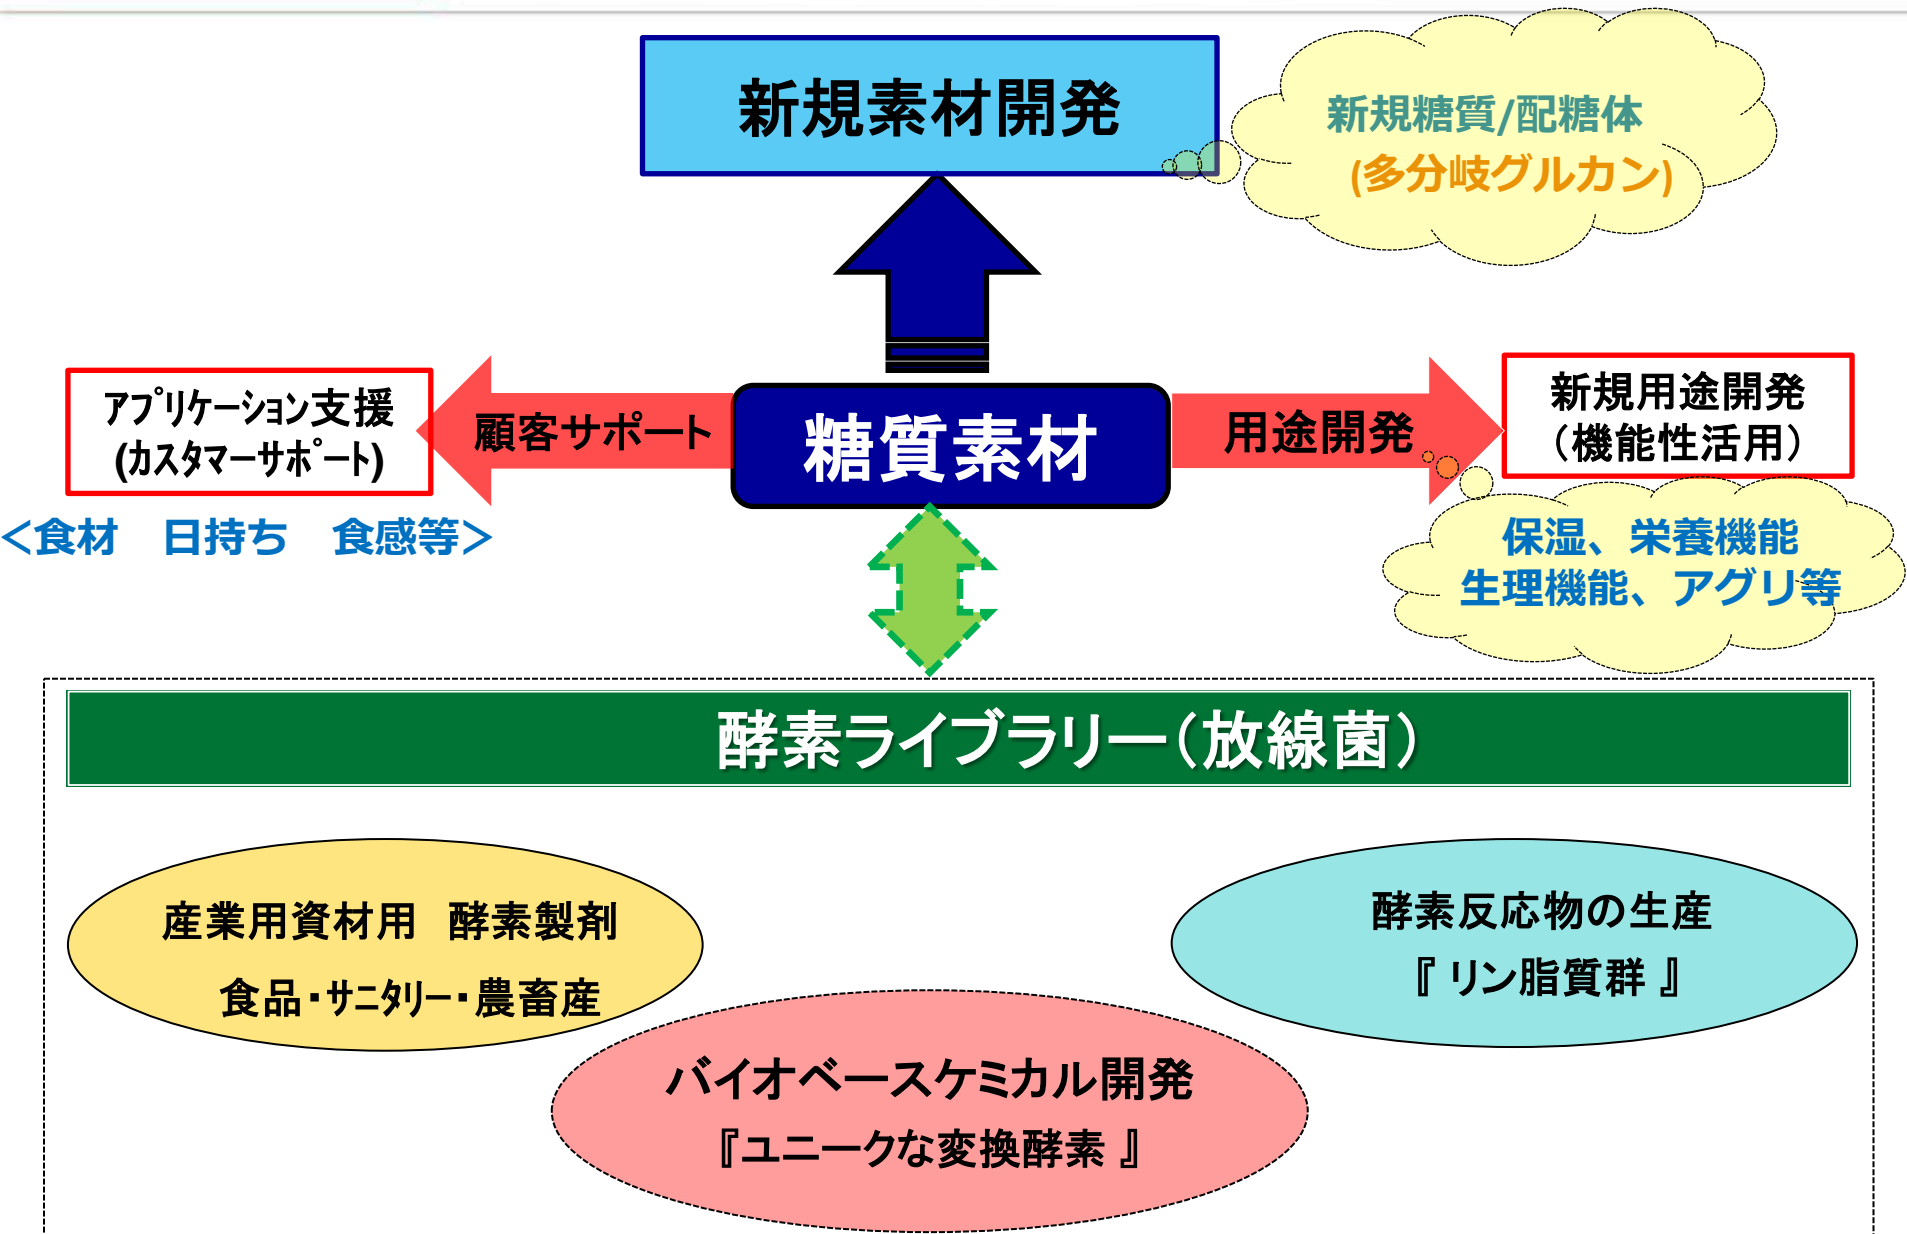 新規素材開発
新規糖質/配糖体
(多分岐グルカン)
アプリケーション支援
(カスタマーサポート)
顧客サポート
糖質素材
用途開発
新規用途開発
（機能性活用）
＜食材　日持ち　食感等＞
保湿、栄養機能
生理機能、アグリ等
酵素ライブラリー（放線菌）
産業用資材用　酵素製剤
食品・サニタリー・農畜産
酵素反応物の生産
『 リン脂質群 』
バイオベースケミカル開発
『ユニークな変換酵素 』